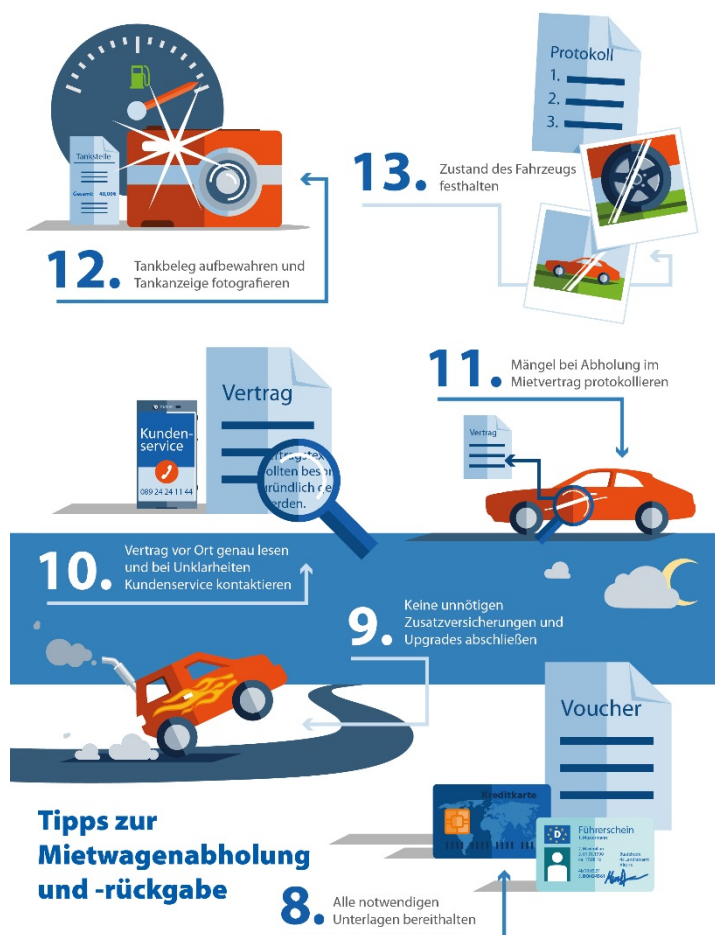 Protokoll
1.
2.
3.
Tankstelle
Gesamt: 48,00€
13.
Zustand des Fahrzeugs
festhalten
12.
Tankbeleg aufbewahren und
Tankanzeige fotografieren
11.
Mängel bei Abholung im
Mietvertrag protokollieren
Vertrag
Vertrag
Kunden-
service
089 24 24 11 44
10.
Vertrag vor Ort genau lesen
und bei Unklarheiten
Kundenservice kontaktieren
9.
Keine unnötigen
Zusatzversicherungen und
Upgrades abschließen
Voucher
Kreditkarte
D
Führerschein
Tipps zur
Mietwagenabholung
und -rückgabe
8.
Alle notwendigen
Unterlagen bereithalten